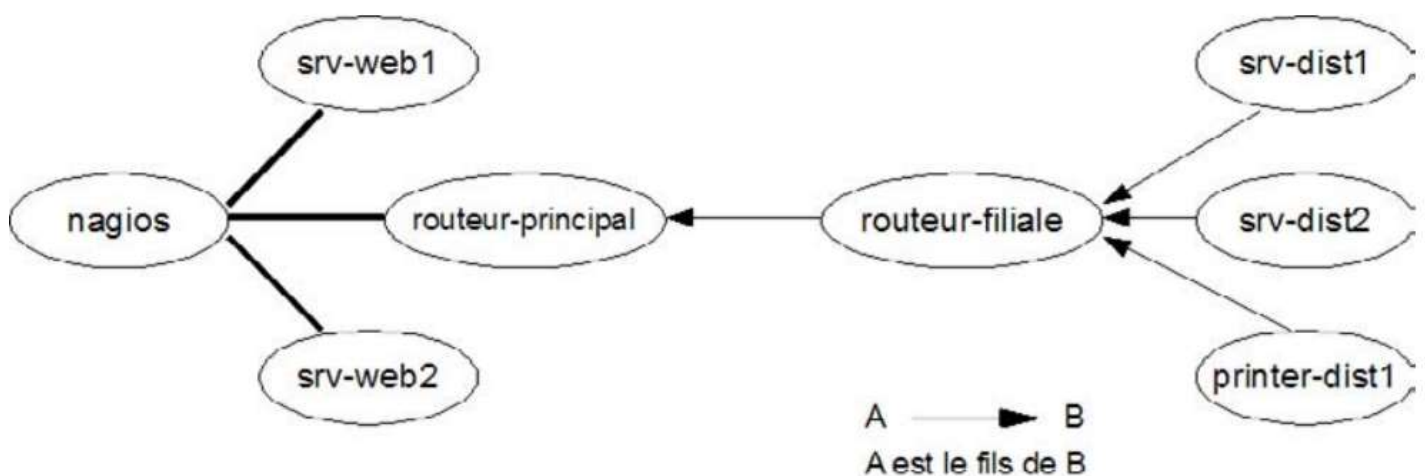 srv-web1
srv-dist1
nagios
routeur-principal
routeur-filiale
srv-dist2
srv-web2
printer-dist1
A B
A est le fils de B